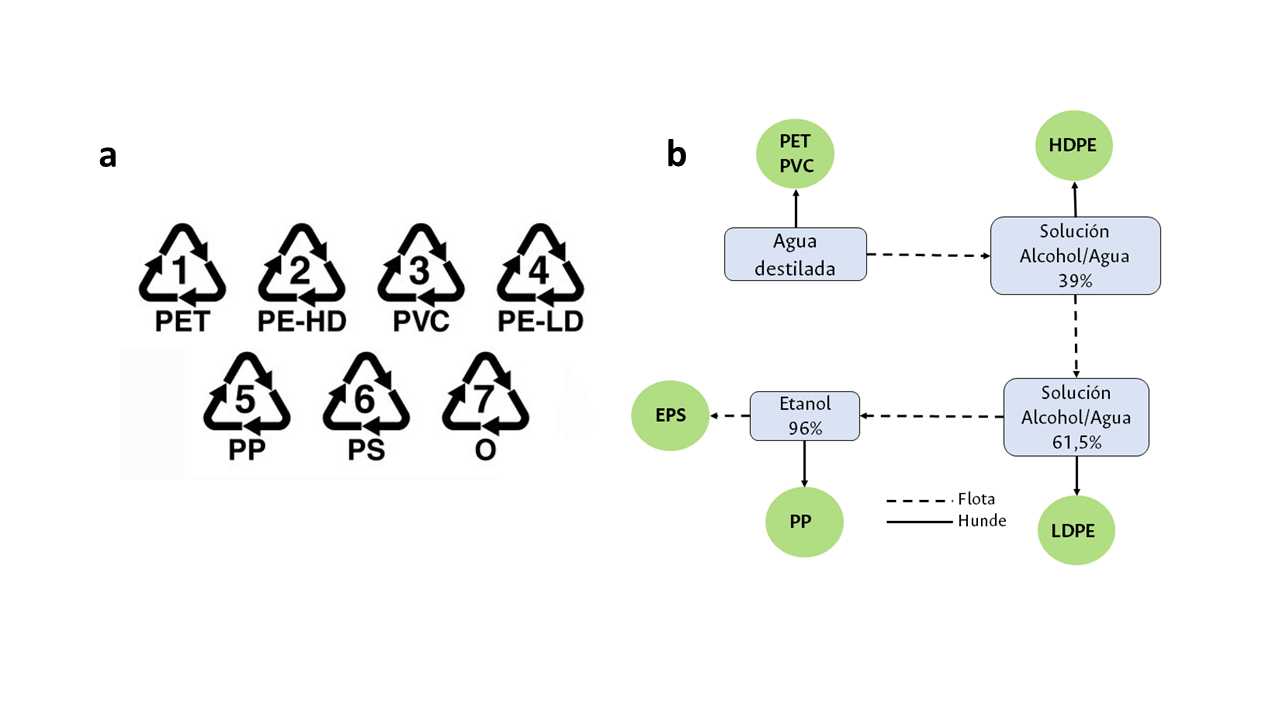 a
1
PET
2
PE-HD
3
PVC
4
PE-LD
5
PP
6
PS
7
O
b
PET
PVC
HDPE
Agua
destilada
Solución
Alcohol/Agua
39%
EPS
Etanol
96%
Solución
Alcohol/Agua
61,5%
PP
Flota
Hunde
LDPE